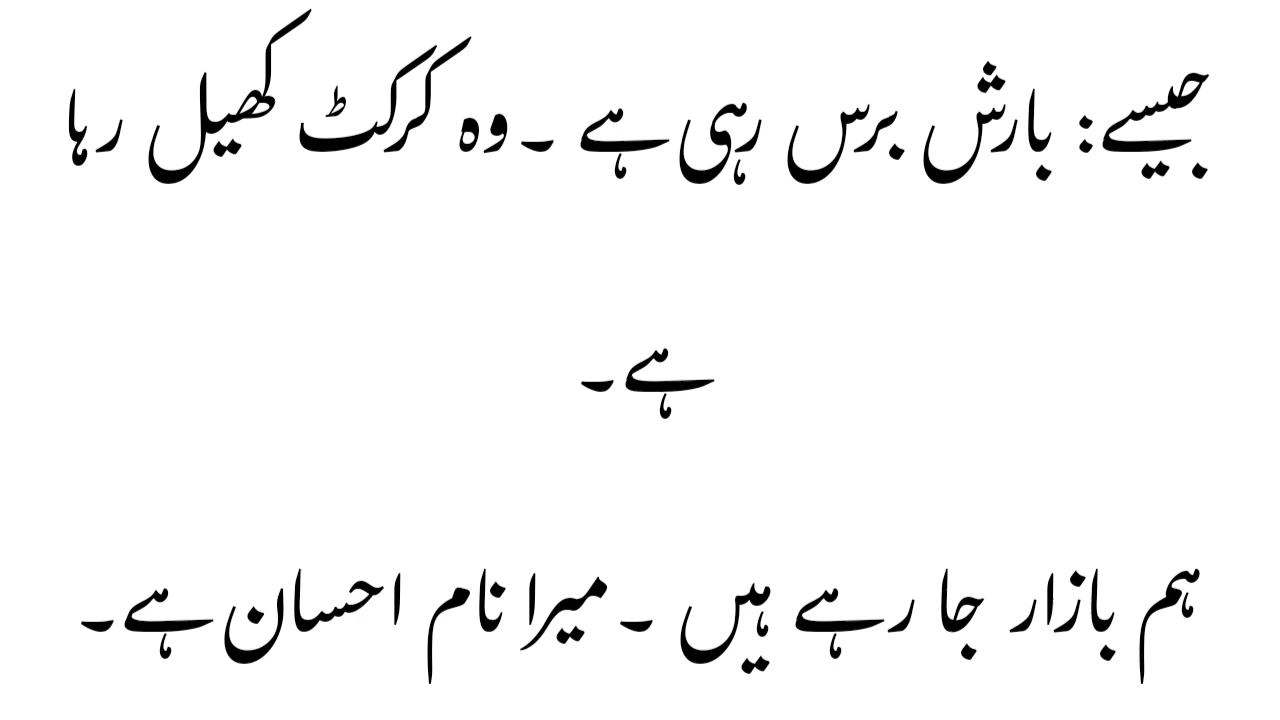 جیسے: بارش برس رہی ہے ۔وہ کرکٹ کھیل رہا
ہے۔
ہم بازار جا رہے ہیں ۔میرا نام احسان ہے۔